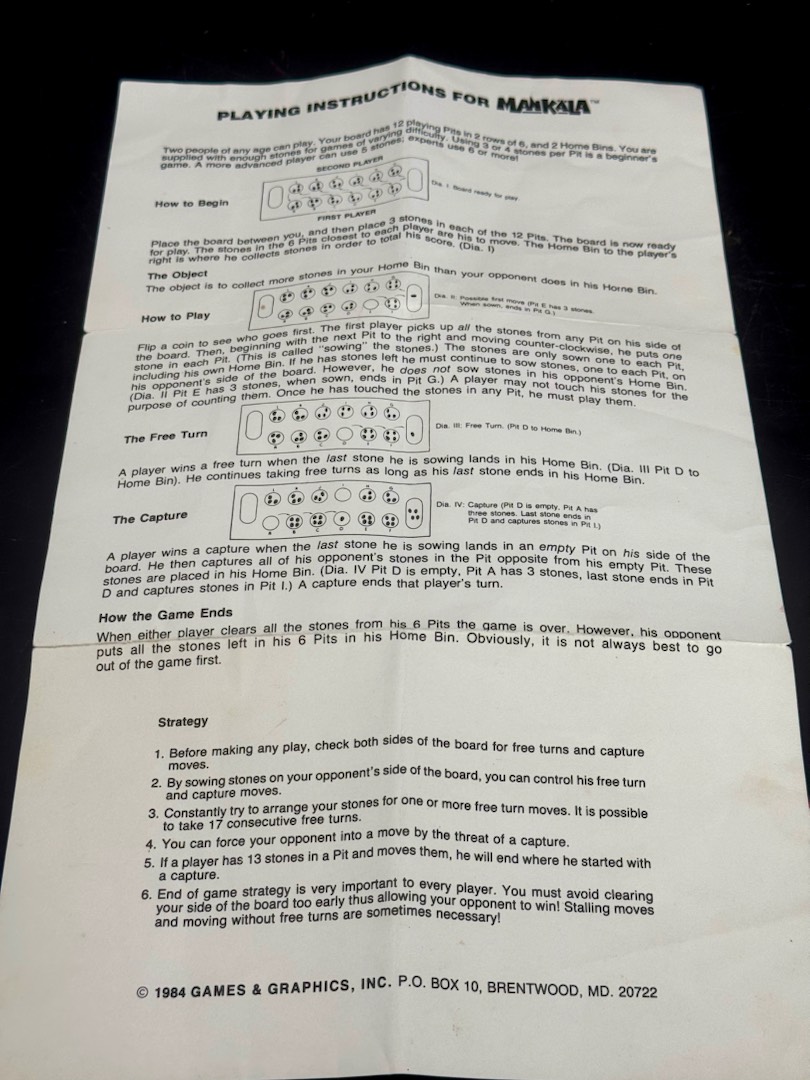 PLAYING INSTRUCTIONS FOR MANKALA™
Two people of any age can play. Your board has 12 playing Pits in 2 rows of 6, and 2 Home Bins. You are
supplied with enough stones for games of varying difficulty. Using 3 or 4 stones per Pit is a beginner's
game. A more advanced player can use 5 stones; experts use 6 or more!
SECOND PLAYER
Dia. I: Board ready for play
How to Begin
FIRST PLAYER
Place the board between you, and then place 3 stones in each of the 12 Pits. The board is now ready
for play. The stones in the 6 Pits closest to each player are his to move. The Home Bin to the player's
right is where he collects stones in order to total his score. (Dia. I)
The Object
The object is to collect more stones in your Home Bin than your opponent does in his Home Bin.
Dia. II: Possible first move (Pit E has 3 stones.
When sown, ends in Pit G.)
How to Play
Flip a coin to see who goes first. The first player picks up all the stones from any Pit on his side of
the board. Then, beginning with the next Pit to the right and moving counter-clockwise, he puts one
stone in each Pit. (This is called "sowing" the stones.) The stones are only sown one to each Pit,
including his own Home Bin. If he has stones left he must continue to sow stones, one to each Pit, on
his opponent's side of the board. However, he does not sow stones in his opponent's Home Bin.
(Dia. II Pit E has 3 stones, when sown, ends in Pit G.) A player may not touch his stones for the
purpose of counting them. Once he has touched the stones in any Pit, he must play them.
Dia. III: Free Turn. (Pit D to Home Bin.)
The Free Turn
A player wins a free turn when the last stone he is sowing lands in his Home Bin. (Dia. III Pit D to
Home Bin). He continues taking free turns as long as his last stone ends in his Home Bin.
Dia. IV: Capture (Pit D is empty, Pit A has
three stones. Last stone ends in
Pit D and captures stones in Pit I.)
The Capture
A B C D E F
A player wins a capture when the last stone he is sowing lands in an empty Pit on his side of the
board. He then captures all of his opponent's stones in the Pit opposite from his empty Pit. These
stones are placed in his Home Bin. (Dia. IV Pit D is empty, Pit A has 3 stones, last stone ends in Pit
D and captures stones in Pit I.) A capture ends that player's turn.
How the Game Ends
When either player clears all the stones from his 6 Pits the game is over. However, his opponent
puts all the stones left in his 6 Pits in his Home Bin. Obviously, it is not always best to go
out of the game first.
Strategy
1. Before making any play, check both sides of the board for free turns and capture
moves.
2. By sowing stones on your opponent's side of the board, you can control his free turn
and capture moves.
3. Constantly try to arrange your stones for one or more free turn moves. It is possible
to take 17 consecutive free turns.
4. You can force your opponent into a move by the threat of a capture.
5. If a player has 13 stones in a Pit and moves them, he will end where he started with
a capture.
6. End of game strategy is very important to every player. You must avoid clearing
your side of the board too early thus allowing your opponent to win! Stalling moves
and moving without free turns are sometimes necessary!
© 1984 GAMES & GRAPHICS, INC. P.O. BOX 10, BRENTWOOD, MD. 20722